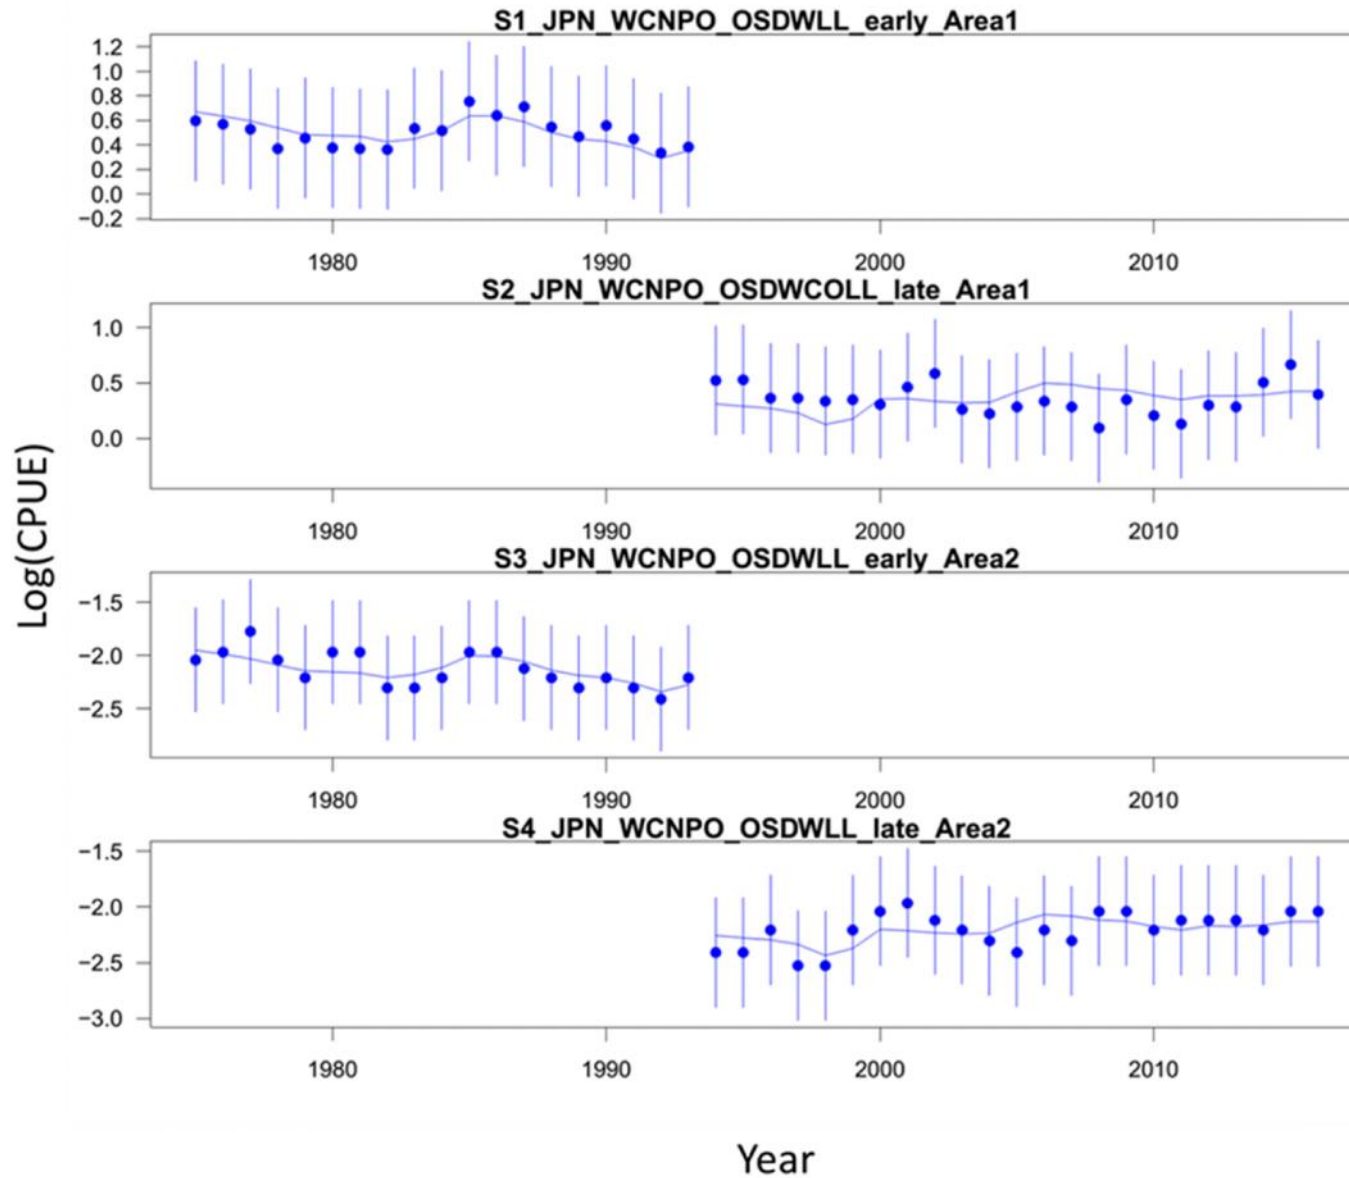 S1_JPN_WCNPO_OSDWLL_early_Area1
1.2
1.0
0.8
0.6
0.4
0.2
0.0
−0.2
1980 1990 2000 2010
S2_JPN_WCNPO_OSDWCOLL_late_Area1
1.0
0.5
0.0
1980 1990 2000 2010
S3_JPN_WCNPO_OSDWLL_early_Area2
−1.5
−2.0
−2.5
1980 1990 2000 2010
S4_JPN_WCNPO_OSDWLL_late_Area2
−1.5
−2.0
−2.5
−3.0
1980 1990 2000 2010
Log(CPUE)
Year